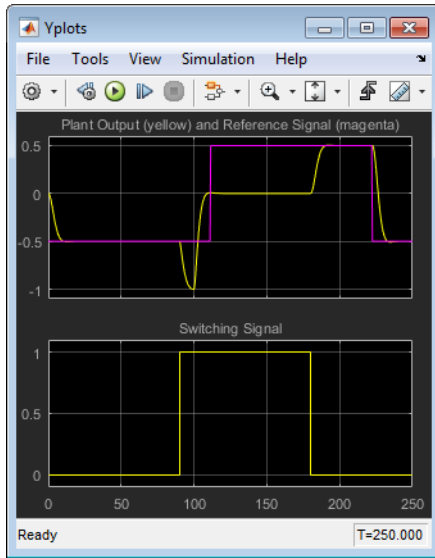 Yplots
File Tools View Simulation Help
Plant Output (yellow) and Reference Signal (magenta)
0.5
0
-0.5
-1
Switching Signal
1
0.5
0
0 50 100 150 200 250
Ready T=250.000